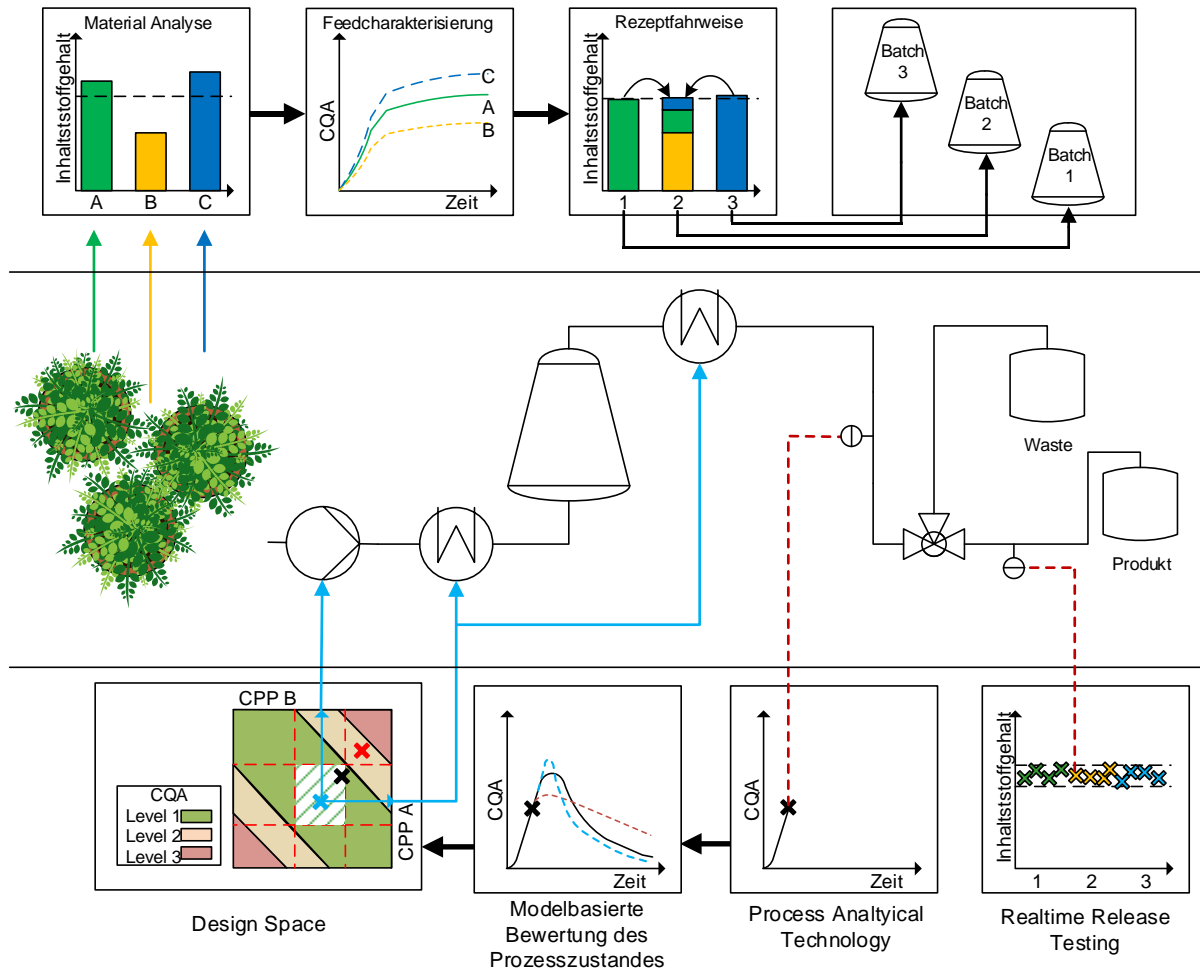 Material Analyse
Inhaltststoffgehalt
A
B
C
Feedcharakterisierung
CQA
C
A
B
Zeit
Rezeptfahrweise
Inhaltststoffgehalt
1
2
3
Batch
3
Batch
2
Batch
1
Waste
Produkt
CPP B
CPP A
CQA
Level 1
Level 2
Level 3
Design Space
CQA
Zeit
Modelbasierte
Bewertung des
Prozesszustandes
CQA
Zeit
Process Analtyical
Technology
Inhaltststoffgehalt
1
2
3
Realtime Release
Testing